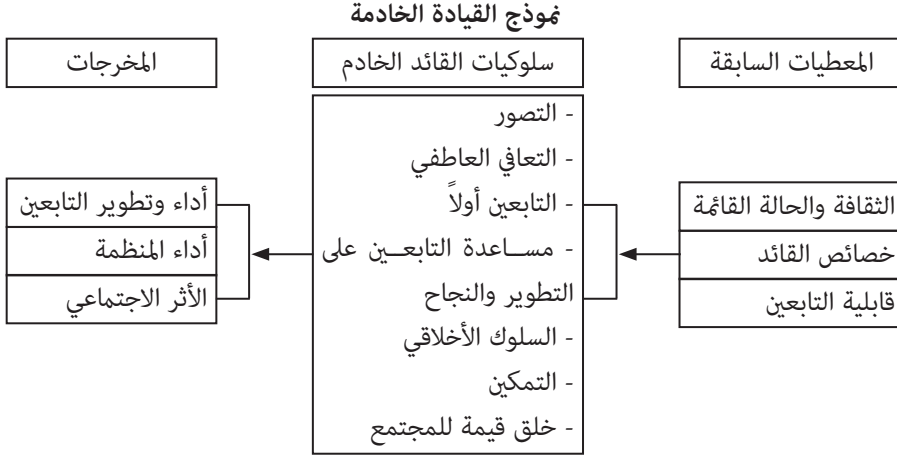 نموذج القيادة الخادمة
المعطيات السابقة
سلوكيات القائد الخادم
المخرجات
الثقافة والحالة القائمة
خصائص القائد
قابلية التابعين
- التصور
- التعافي العاطفي
- التابعين أولاً
- مساعدة التابعين على
التطوير والنجاح
- السلوك الأخلاقي
- التمكين
- خلق قيمة للمجتمع
أداء وتطوير التابعين
أداء المنظمة
الأثر الاجتماعي